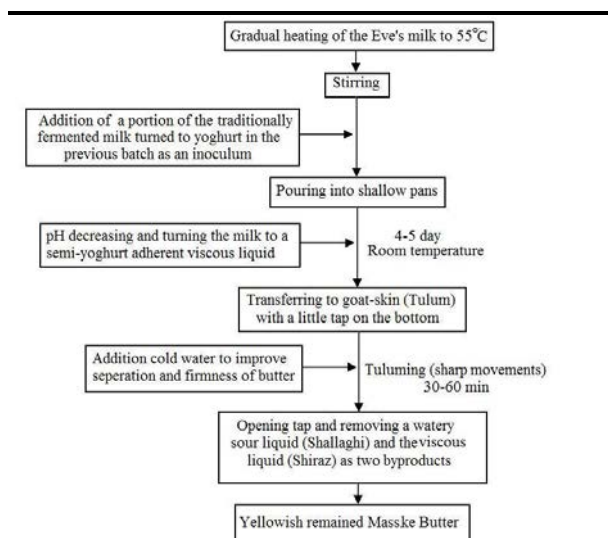 Gradual heating of the Eve's milk to 55°C
Stirring
Addition of a portion of the traditionally
fermented milk turned to yoghurt in the
previous batch as an inoculum
Pouring into shallow pans
pH decreasing and turning the milk to a
semi-yoghurt adherent viscous liquid
4-5 day
Room temperature
Transferring to goat-skin (Tulum)
with a little tap on the bottom
Addition cold water to improve
seperation and firmness of butter
Tuluming (sharp movements)
30-60 min
Opening tap and removing a watery
sour liquid (Shallaghi) and the viscous
liquid (Shiraz) as two byproducts
Yellowish remained Masske Butter